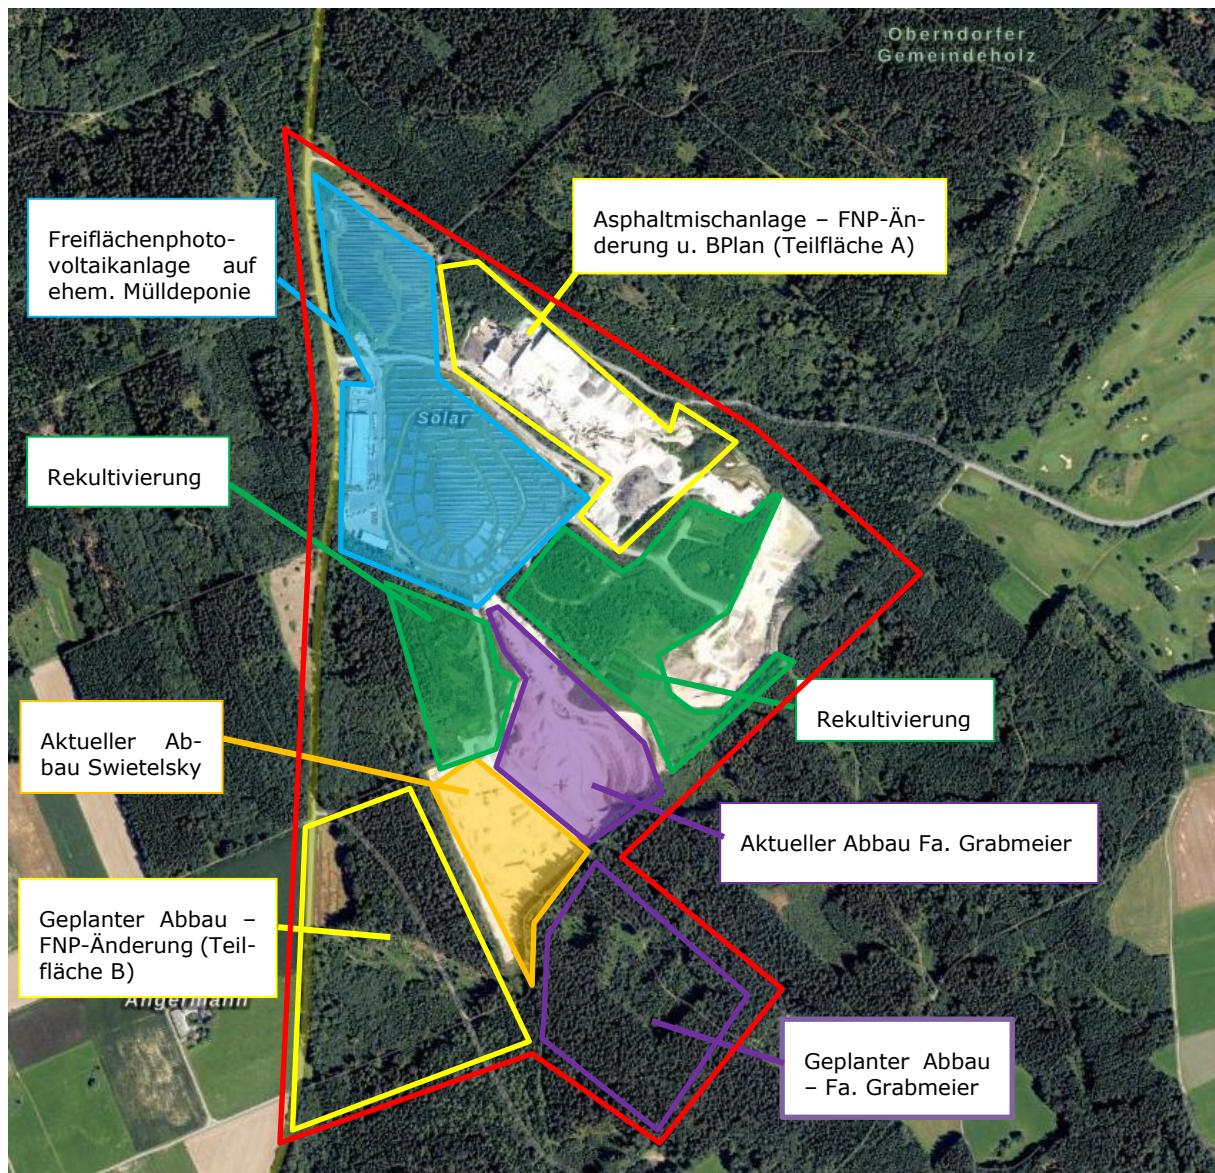 Oberndorfer
Gemeindeholz
Asphaltmischanlage – FNP-Än-
derung u. BPlan (Teilfläche A)
Freiflächenphoto-
voltaikanlage auf
ehem. Mülldeponie
Solar
Rekultivierung
Rekultivierung
Aktueller Ab-
bau Swietelsky
Aktueller Abbau Fa. Grabmeier
Geplanter Abbau –
FNP-Änderung (Teil-
fläche B)
Angermann
Geplanter Abbau
– Fa. Grabmeier